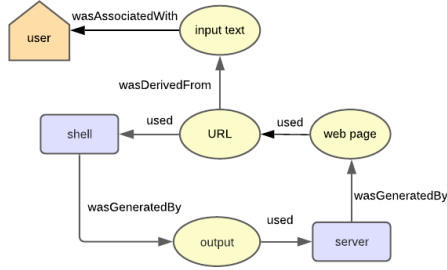 wasAssociatedWith
user
input text
wasDerivedFrom
used
used
shell
URL
web page
wasGeneratedBy
wasGeneratedBy
used
output
server